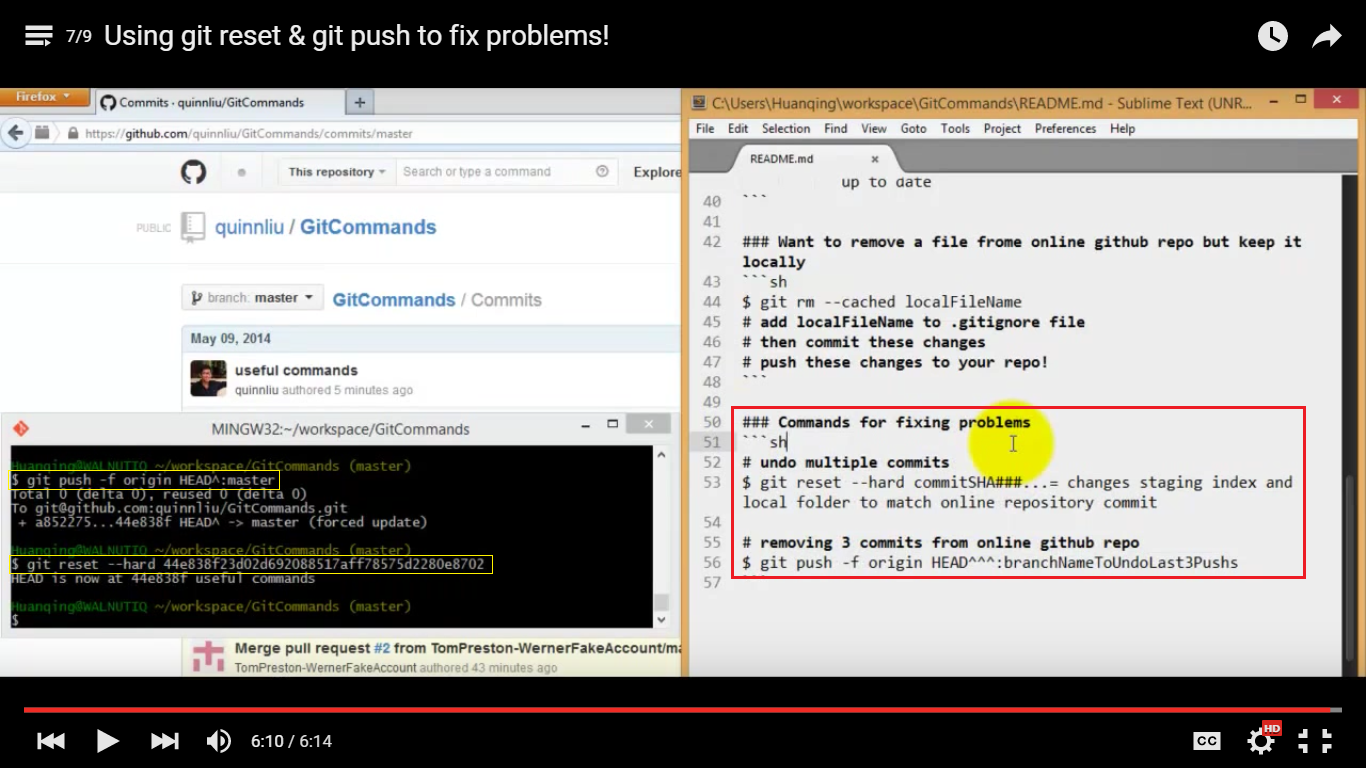 7/9 Using git reset & git push to fix problems!
Firefox
Commits · quinnliu/GitCommands
https://github.com/quinnliu/GitCommands/commits/master
This repository
Search or type a command
Explore
PUBLIC
quinnliu / GitCommands
branch: master
GitCommands / Commits
May 09, 2014
useful commands
quinnliu authored 5 minutes ago
MINGW32:~/workspace/GitCommands
Huanqing@WALNUTIQ ~/workspace/GitCommands (master)
$ git push -f origin HEAD^:master
Total 0 (delta 0), reused 0 (delta 0)
To git@github.com:quinnliu/GitCommands.git
+ a852275...44e838f HEAD^ -> master (forced update)
Huanqing@WALNUTIQ ~/workspace/GitCommands (master)
$ git reset --hard 44e838f23d02d692088517aff78575d2280e8702
HEAD is now at 44e838f useful commands
Huanqing@WALNUTIQ ~/workspace/GitCommands (master)
$
Merge pull request #2 from TomPreston-WernerFakeAccount/ma
TomPreston-WernerFakeAccount authored 43 minutes ago
C:\Users\Huanqing\workspace\GitCommands\README.md - Sublime Text (UNR...
File Edit Selection Find View Goto Tools Project Preferences Help
README.md
up to date
40 ```
41
42 ### Want to remove a file frome online github repo but keep it
locally
43 ```sh
44 $ git rm --cached localFileName
45 # add localFileName to .gitignore file
46 # then commit these changes
47 # push these changes to your repo!
48 ```
49
50 ### Commands for fixing problems
51 ```sh
52 # undo multiple commits
53 $ git reset --hard commitSHA###...= changes staging index and
local folder to match online repository commit
54
55 # removing 3 commits from online github repo
56 $ git push -f origin HEAD^^^:branchNameToUndoLast3Pushs
57 ```
6:10 / 6:14
CC
HD